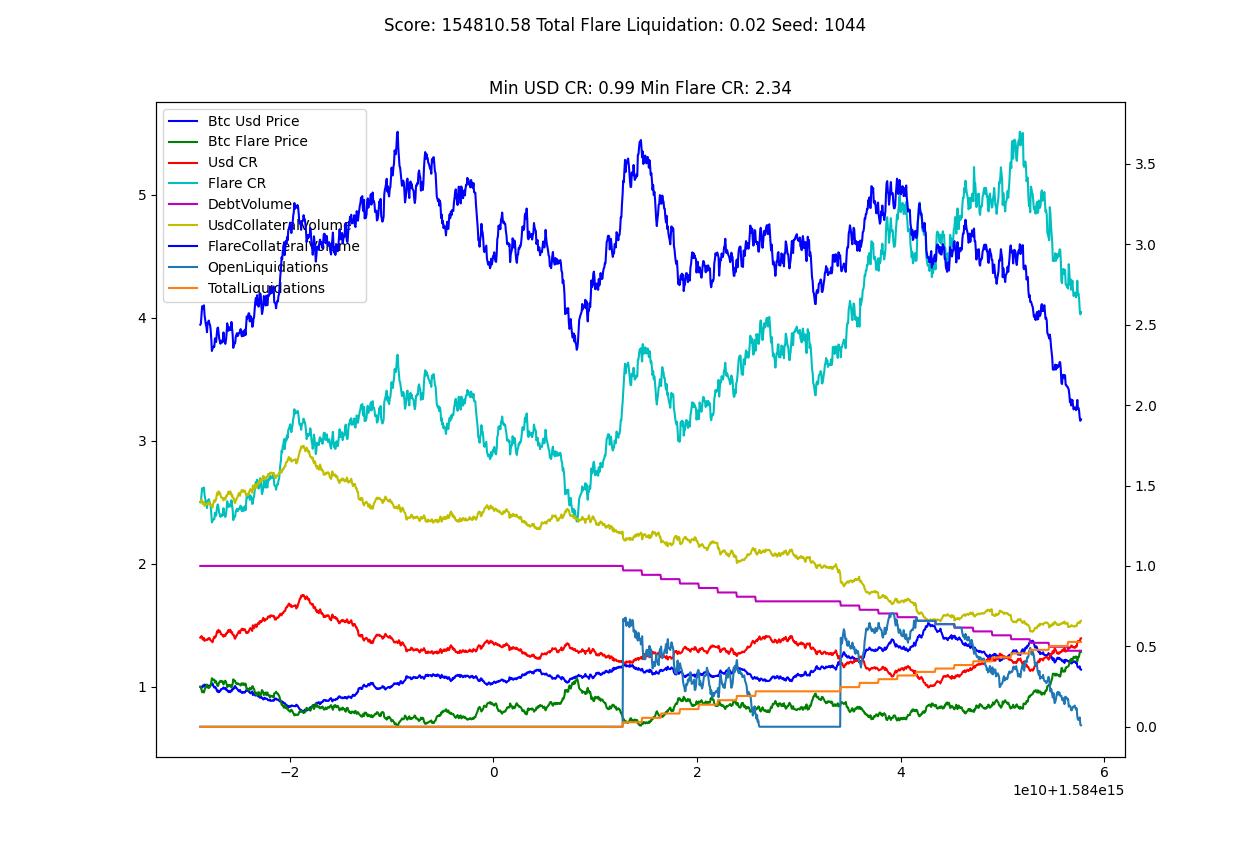 Score: 154810.58 Total Flare Liquidation: 0.02 Seed: 1044
Min USD CR: 0.99 Min Flare CR: 2.34
Btc Usd Price
Btc Flare Price
Usd CR
Flare CR
DebtVolume
UsdCollateralVolume
FlareCollateralVolume
OpenLiquidations
TotalLiquidations
5
4
3
2
1
3.5
3.0
2.5
2.0
1.5
1.0
0.5
0.0
−2 0 2 4 6
1e10+1.584e15